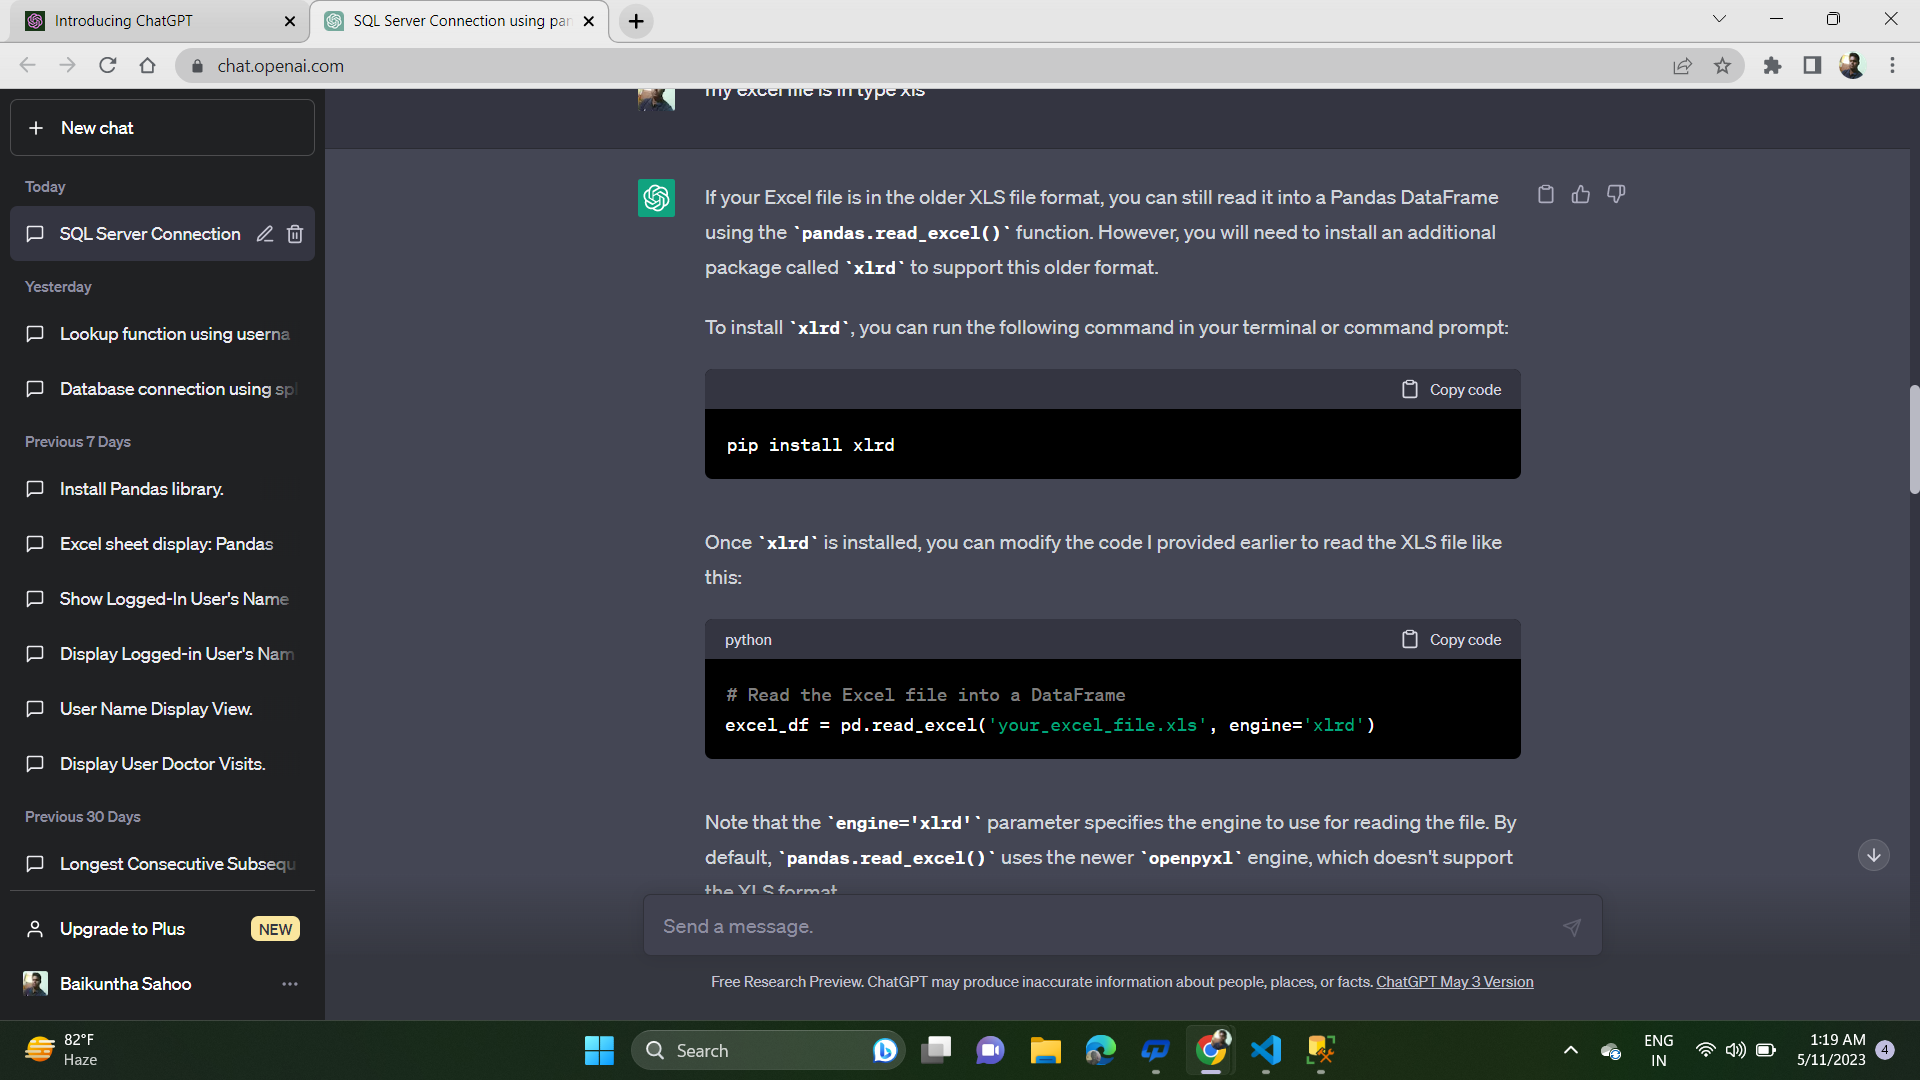 Introducing ChatGPT
SQL Server Connection using pan
chat.openai.com
my excel file is in type xls
New chat
Today
SQL Server Connection
Yesterday
Lookup function using userna
Database connection using spl
Previous 7 Days
Install Pandas library.
Excel sheet display: Pandas
Show Logged-In User's Name
Display Logged-in User's Nam
User Name Display View.
Display User Doctor Visits.
Previous 30 Days
Longest Consecutive Subsequ
Upgrade to Plus
NEW
Baikuntha Sahoo
If your Excel file is in the older XLS file format, you can still read it into a Pandas DataFrame
using the `pandas.read_excel()` function. However, you will need to install an additional
package called `xlrd` to support this older format.
To install `xlrd`, you can run the following command in your terminal or command prompt:
Copy code
pip install xlrd
Once `xlrd` is installed, you can modify the code I provided earlier to read the XLS file like
this:
python
Copy code
# Read the Excel file into a DataFrame
excel_df = pd.read_excel('your_excel_file.xls', engine='xlrd')
Note that the `engine='xlrd'` parameter specifies the engine to use for reading the file. By
default, `pandas.read_excel()` uses the newer `openpyxl` engine, which doesn't support
the XLS format.
Send a message.
Free Research Preview. ChatGPT may produce inaccurate information about people, places, or facts. ChatGPT May 3 Version
82°F
Haze
Search
ENG
IN
1:19 AM
5/11/2023
4